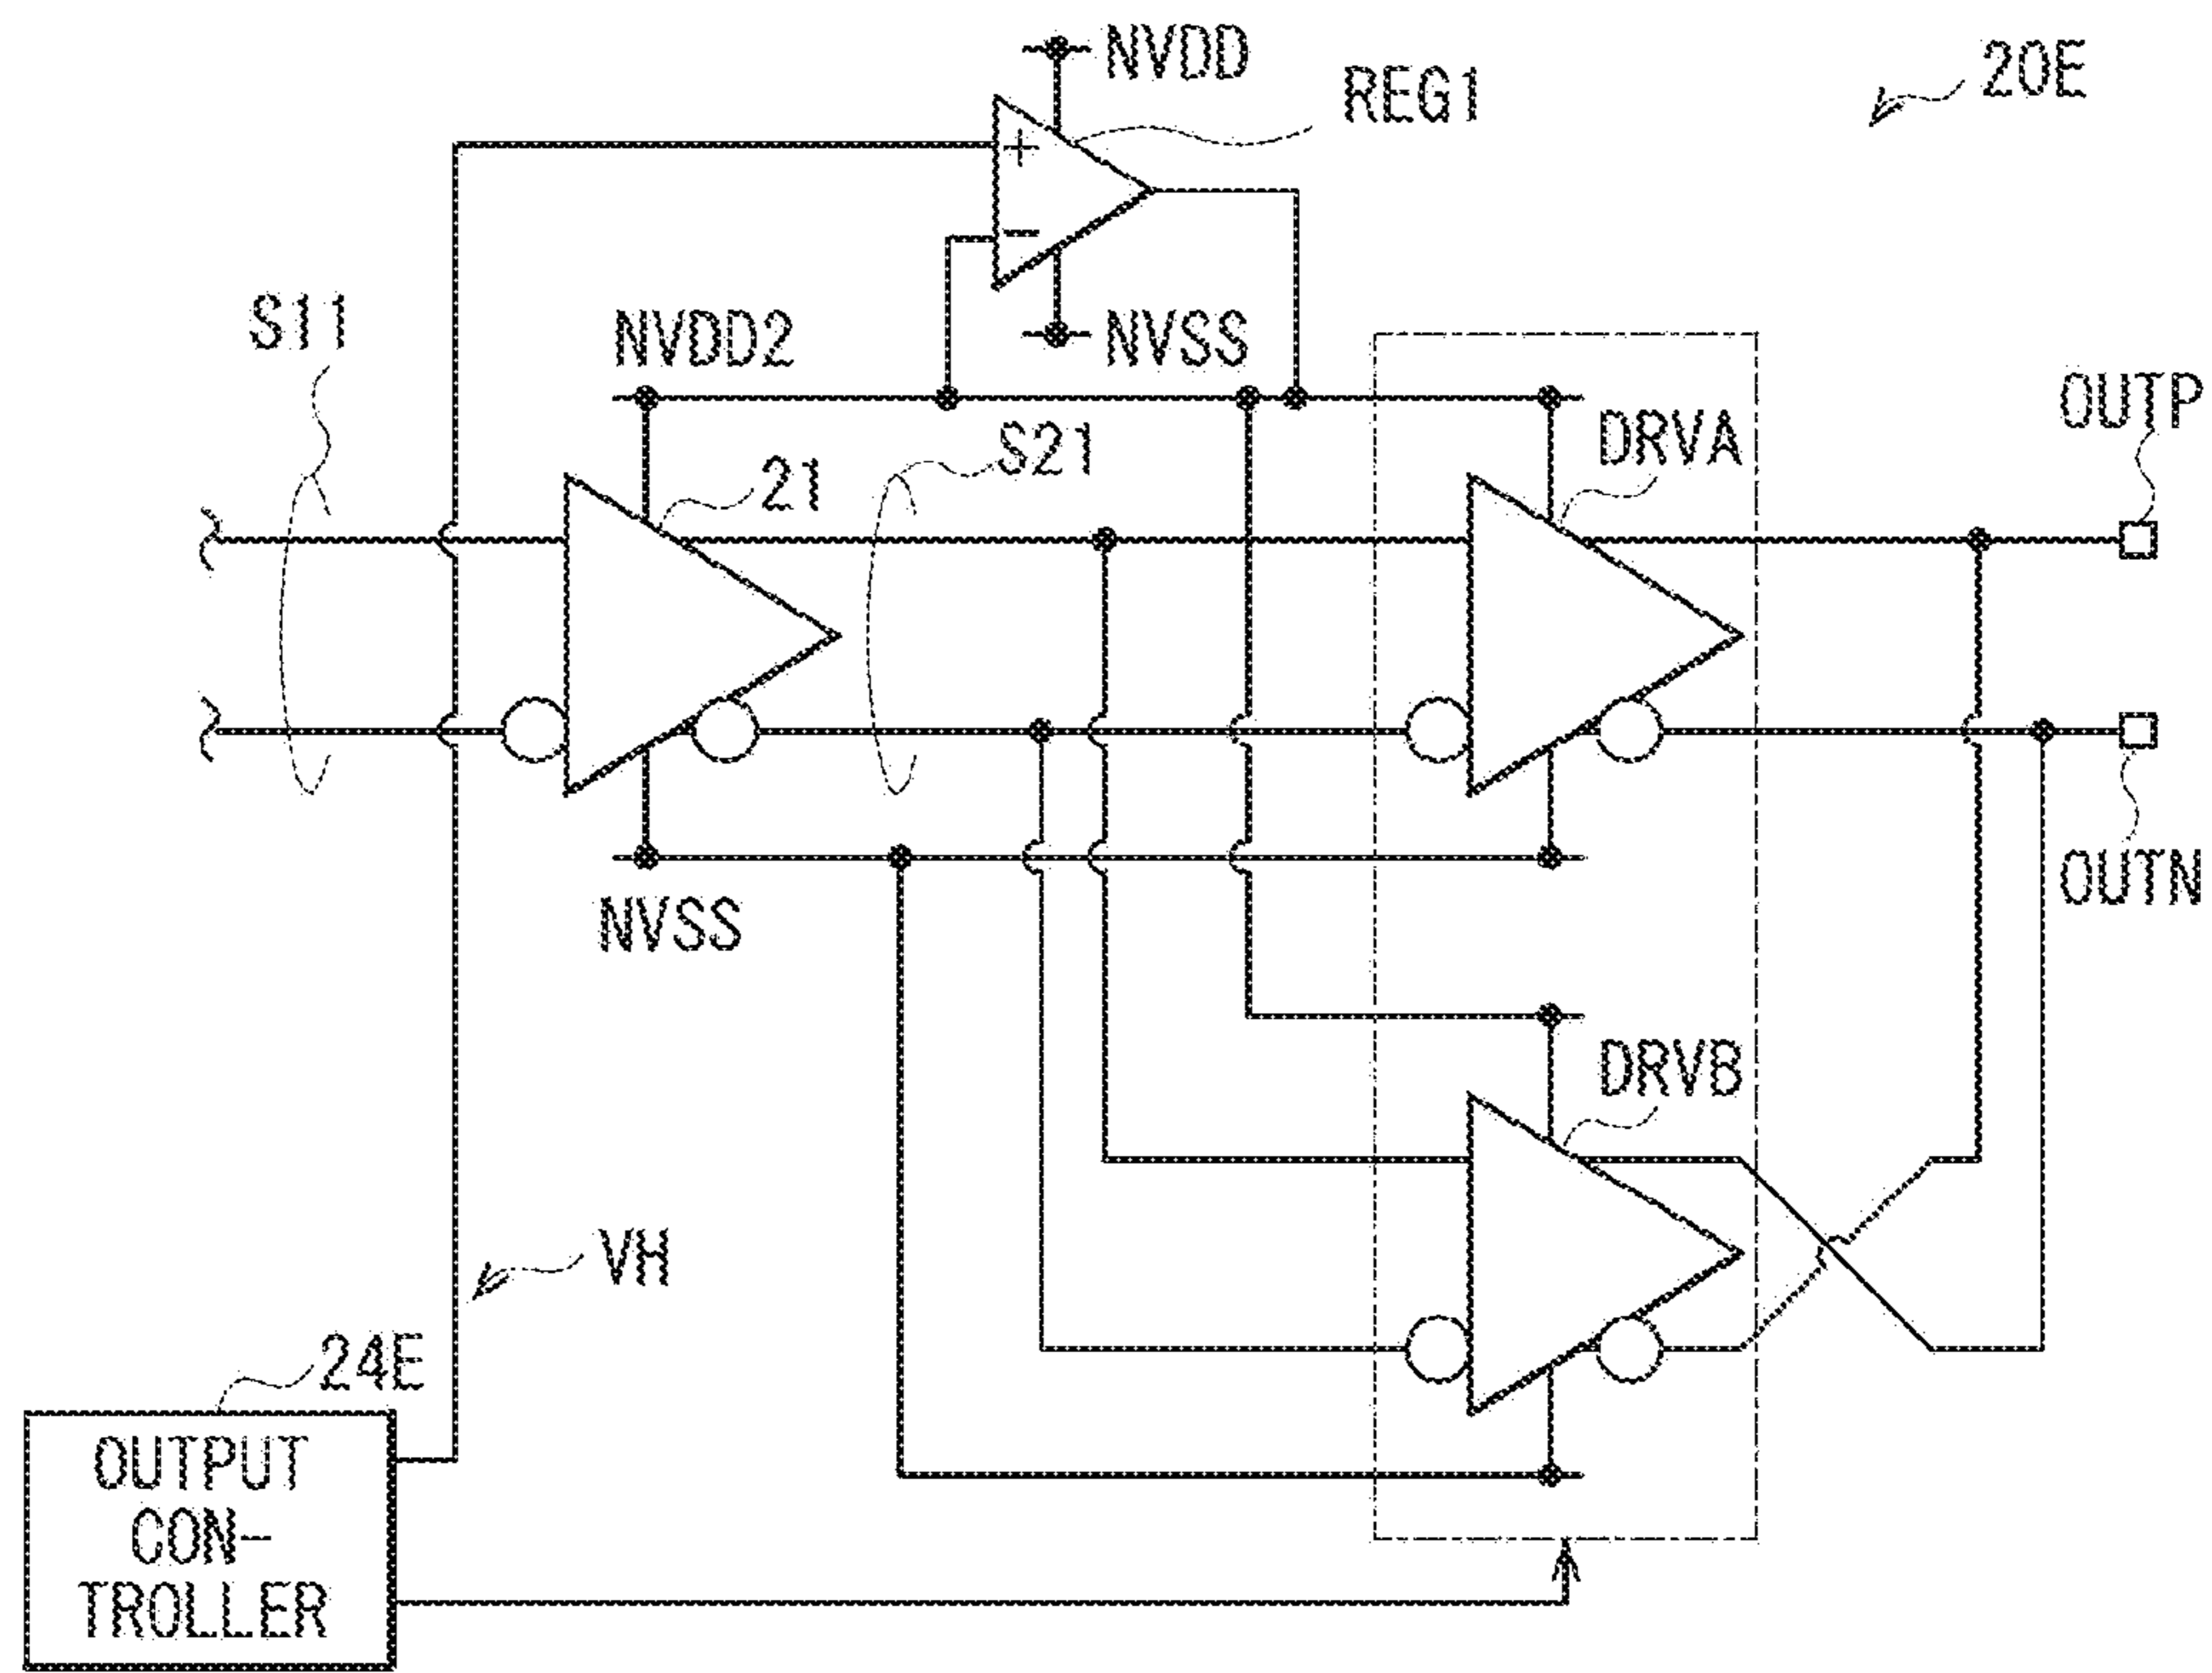 NVDD
REG1
20E
+
−
S11
NVDD2
NVSS
S21
21
DRVA
OUTP
OUTN
NVSS
DRVB
VH
24E
OUTPUT
CON-
TROLLER